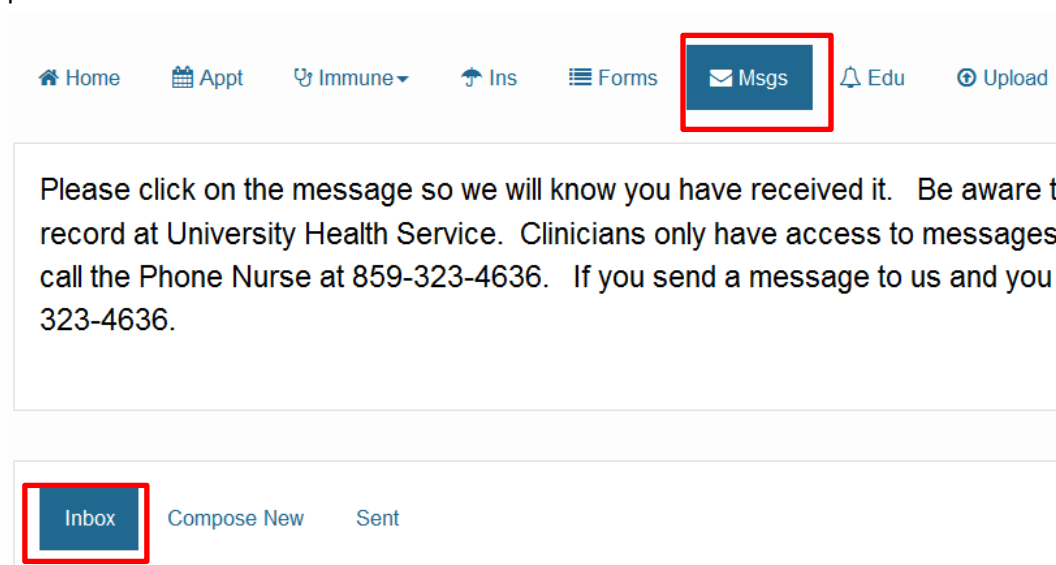 Home Appt Immune Ins Forms Msgs Edu Upload
Please click on the message so we will know you have received it. Be aware
record at University Health Service. Clinicians only have access to messages
call the Phone Nurse at 859-323-4636. If you send a message to us and you
323-4636.
Inbox Compose New Sent